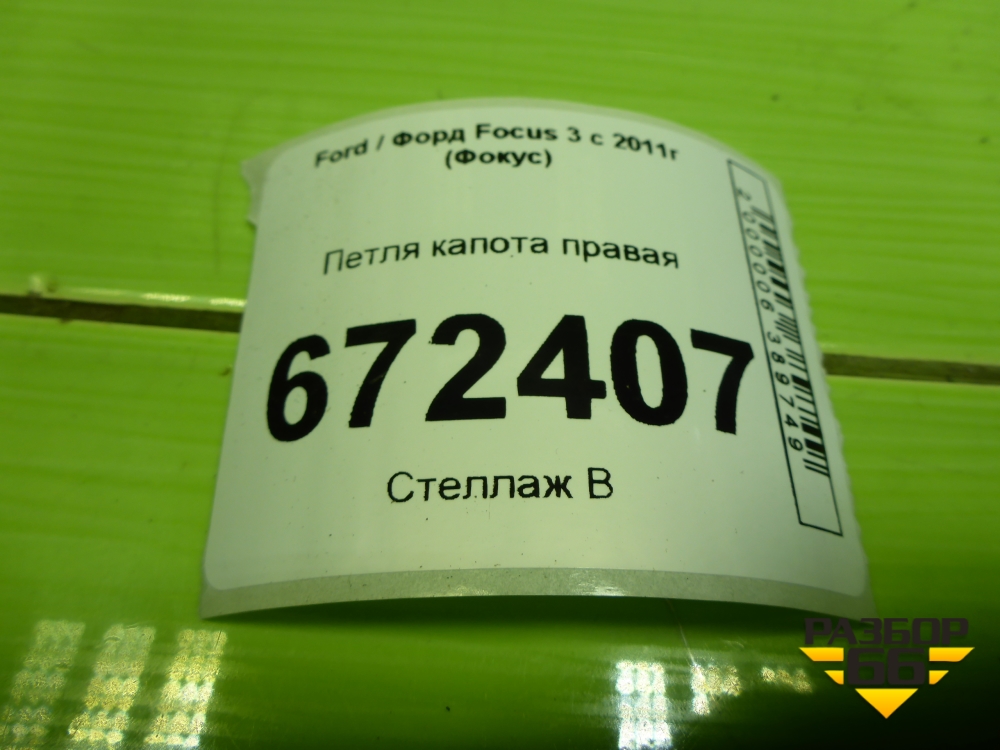 Ford / Форд Focus 3 с 2011г
(Фокус)
Петля капота правая
672407
Стеллаж В
2000006389749
РАЗБОР
66